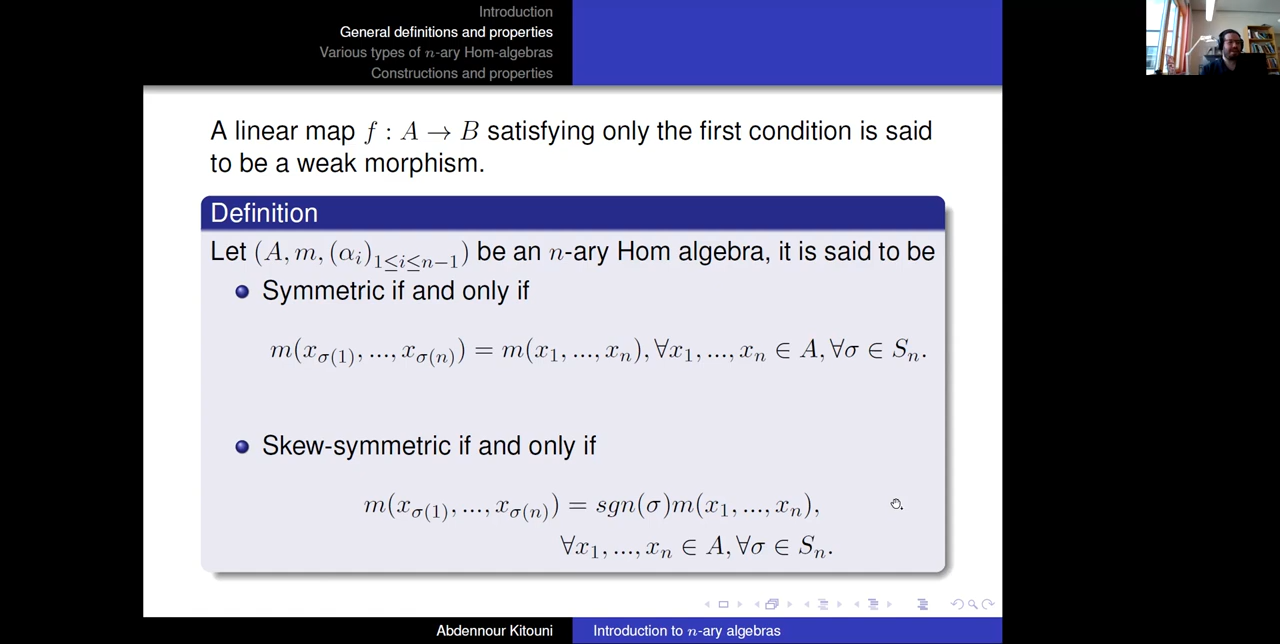 Introduction
General definitions and properties
Various types of n-ary Hom-algebras
Constructions and properties
A linear map f : A → B satisfying only the first condition is said
to be a weak morphism.
Definition
Let (A, m, (α_i)_{1≤i≤n−1}) be an n-ary Hom algebra, it is said to be
Symmetric if and only if
m(x_{σ(1)}, ..., x_{σ(n)}) = m(x_1, ..., x_n), ∀x_1, ..., x_n ∈ A, ∀σ ∈ S_n.
Skew-symmetric if and only if
m(x_{σ(1)}, ..., x_{σ(n)}) = sgn(σ)m(x_1, ..., x_n),
∀x_1, ..., x_n ∈ A, ∀σ ∈ S_n.
Abdennour Kitouni
Introduction to n-ary algebras